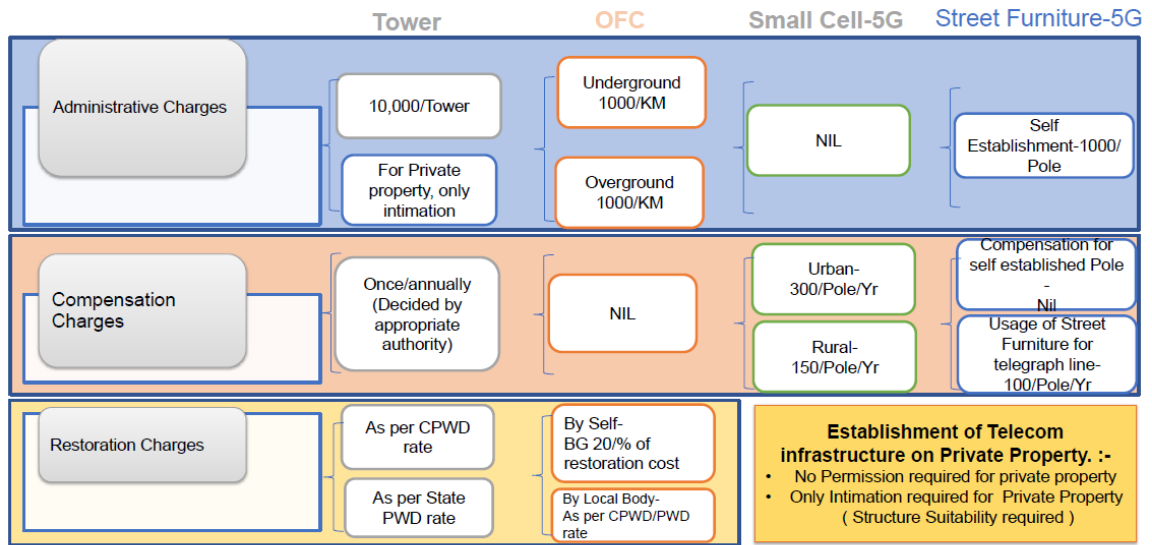 Tower
OFC
Small Cell-5G
Street Furniture-5G
Administrative Charges
10,000/Tower
For Private
property, only
intimation
Underground
1000/KM
Overground
1000/KM
NIL
Self
Establishment-1000/
Pole
Compensation
Charges
Once/annually
(Decided by
appropriate
authority)
NIL
Urban-
300/Pole/Yr
Rural-
150/Pole/Yr
Compensation for
self established Pole
-
Nil
Usage of Street
Furniture for
telegraph line-
100/Pole/Yr
Restoration Charges
As per CPWD
rate
As per State
PWD rate
By Self-
BG 20/% of
restoration cost
By Local Body-
As per CPWD/PWD
rate
Establishment of Telecom
infrastructure on Private Property. :-
• No Permission required for private property
• Only Intimation required for Private Property
( Structure Suitability required )